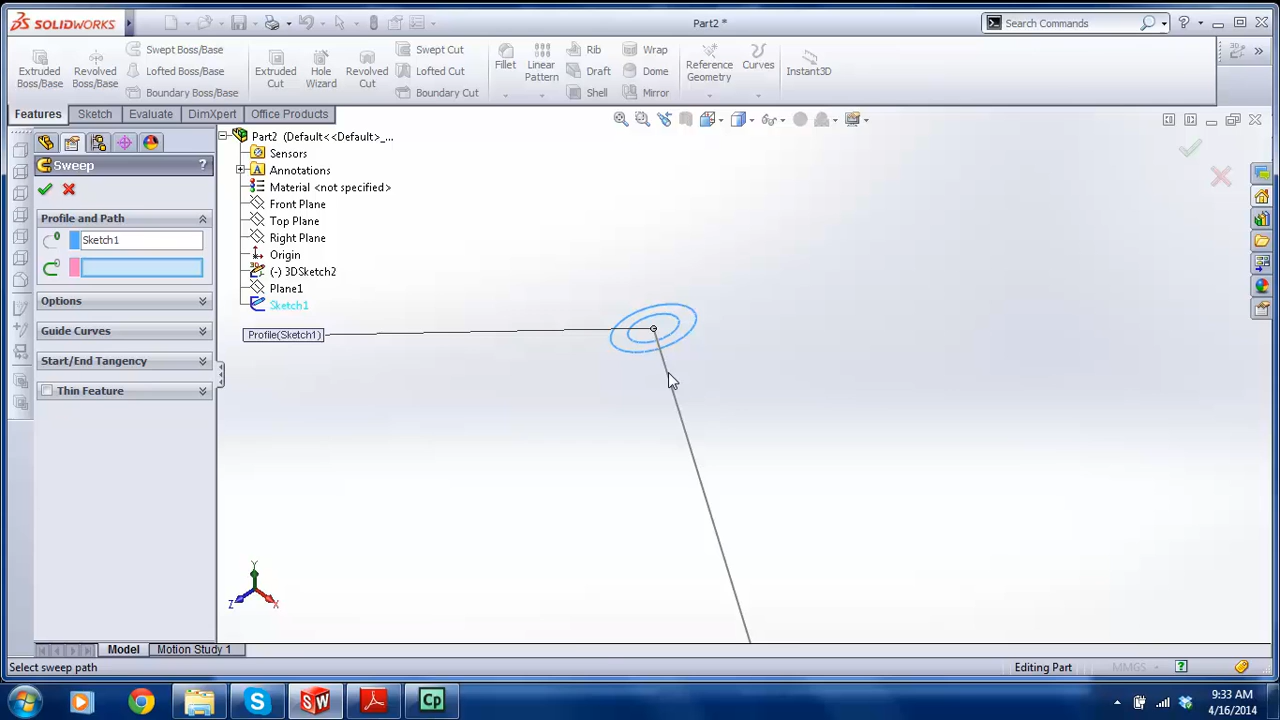 SOLIDWORKS
Part2 *
Search Commands
Extruded Boss/Base
Revolved Boss/Base
Swept Boss/Base
Lofted Boss/Base
Boundary Boss/Base
Extruded Cut
Hole Wizard
Revolved Cut
Swept Cut
Lofted Cut
Boundary Cut
Fillet
Linear Pattern
Rib
Draft
Shell
Wrap
Dome
Mirror
Reference Geometry
Curves
Instant3D
Features
Sketch
Evaluate
DimXpert
Office Products
Sweep
?
Profile and Path
Sketch1
Options
Guide Curves
Start/End Tangency
Thin Feature
Part2 (Default<<Default>_...
Sensors
Annotations
Material <not specified>
Front Plane
Top Plane
Right Plane
Origin
(-) 3DSketch2
Plane1
Sketch1
Profile(Sketch1)
Y
Z
X
Model
Motion Study 1
Select sweep path
Editing Part
MMGS
?
SW
Cp
9:33 AM
4/16/2014